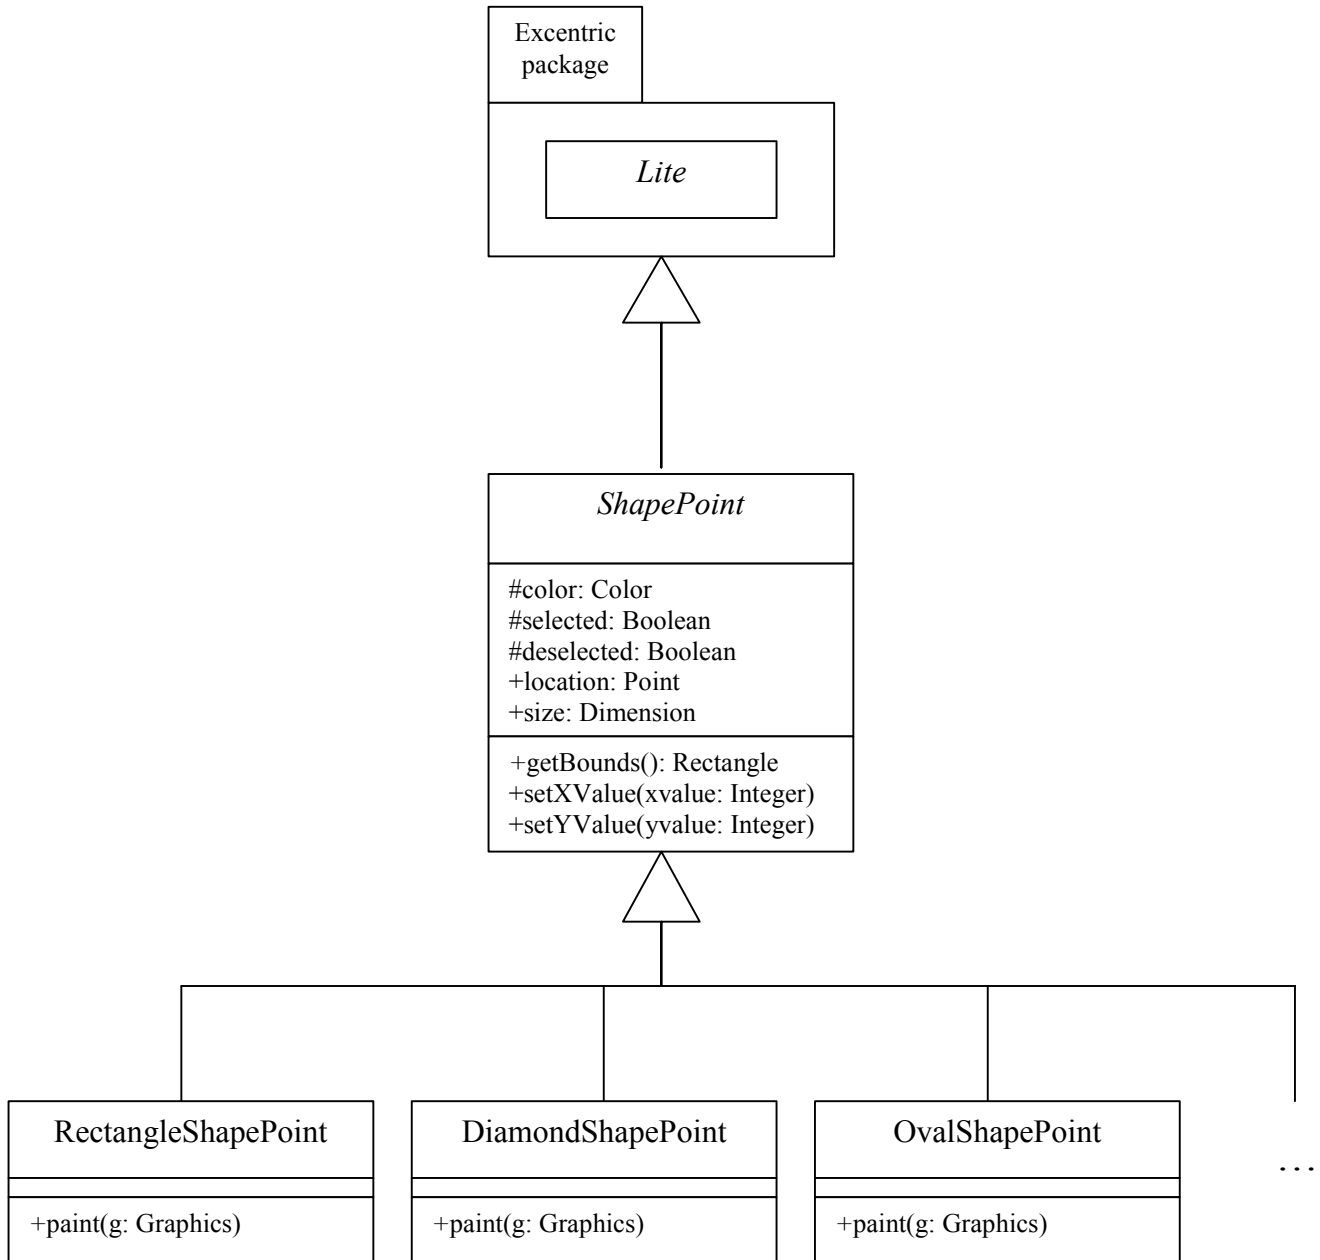 Excentric
package
Lite
ShapePoint
#color: Color
#selected: Boolean
#deselected: Boolean
+location: Point
+size: Dimension
+getBounds(): Rectangle
+setXValue(xvalue: Integer)
+setYValue(yvalue: Integer)
RectangleShapePoint
+paint(g: Graphics)
DiamondShapePoint
+paint(g: Graphics)
OvalShapePoint
+paint(g: Graphics)
...